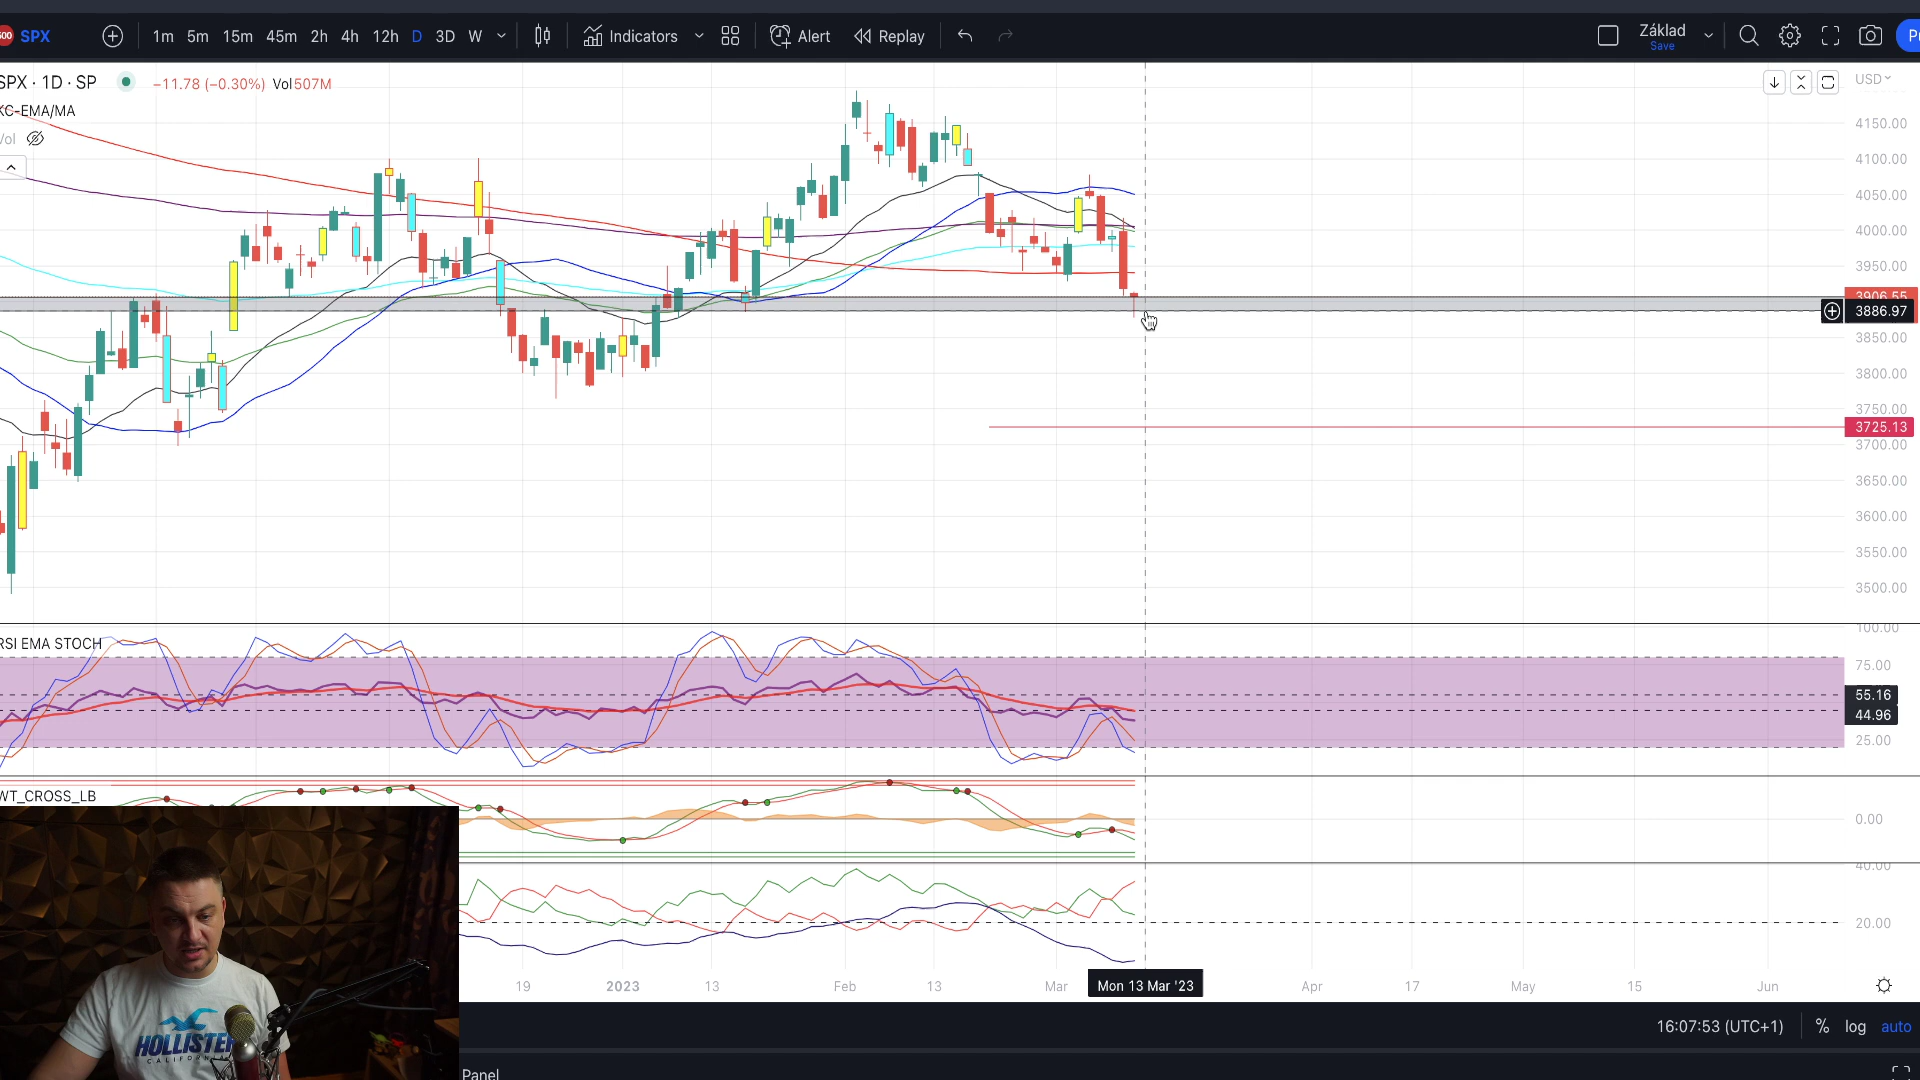 500 SPX 1m 5m 15m 45m 2h 4h 12h D 3D W Indicators Alert Replay Základ
Save
SPX · 1D · SP −11.78 (−0.30%) Vol507M USD
KC-EMA/MA
Vol
4150.00
4100.00
4050.00
4000.00
3950.00
3906.55
3886.97
3850.00
3800.00
3750.00
3725.13
3700.00
3650.00
3600.00
3550.00
3500.00
RSI EMA STOCH
100.00
75.00
55.16
44.96
25.00
WT_CROSS_LB
0.00
40.00
20.00
19 2023 13 Feb 13 Mar Mon 13 Mar '23 Apr 17 May 15 Jun
16:07:53 (UTC+1) % log auto
Panel
HOLLISTER
CALIFORNIA